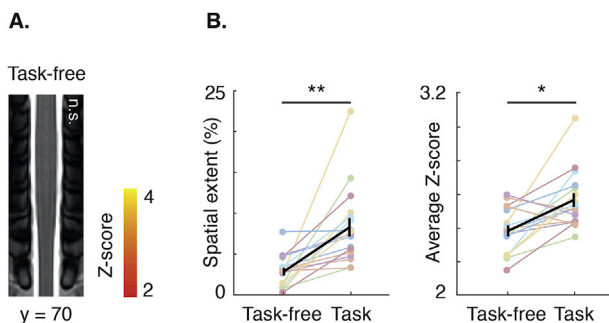 A.
Task-free
n.s.
Z-score
4
2
y = 70
B.
Spatial extent (%)
25
0
**
Task-free Task
Average Z-score
3.2
2
*
Task-free Task